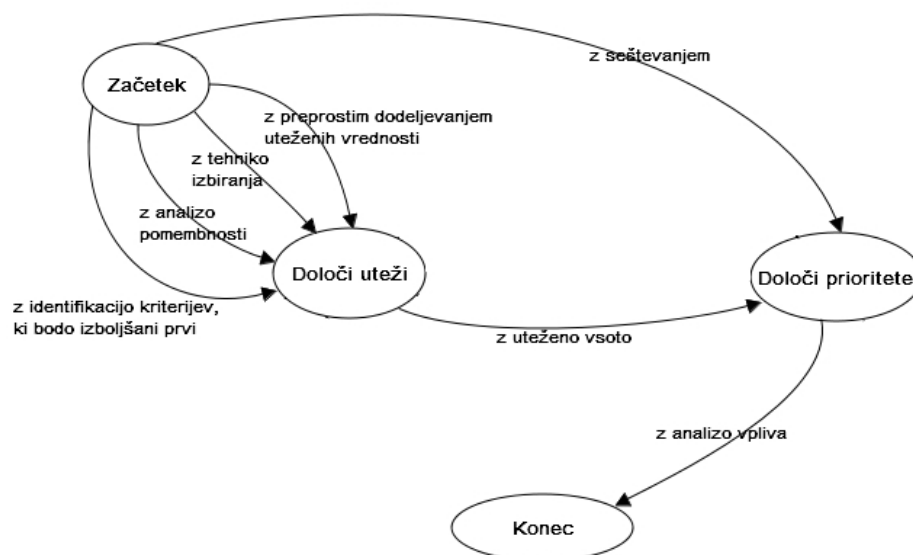 z seštevanjem
Začetek
z preprostim dodeljevanjem
uteženih vrednosti
z tehniko
izbiranja
z analizo
pomembnosti
Določi uteži
Določi prioritete
z identifikacijo kriterijev,
ki bodo izboljšani prvi
z uteženo vsoto
z analizo vpliva
Konec